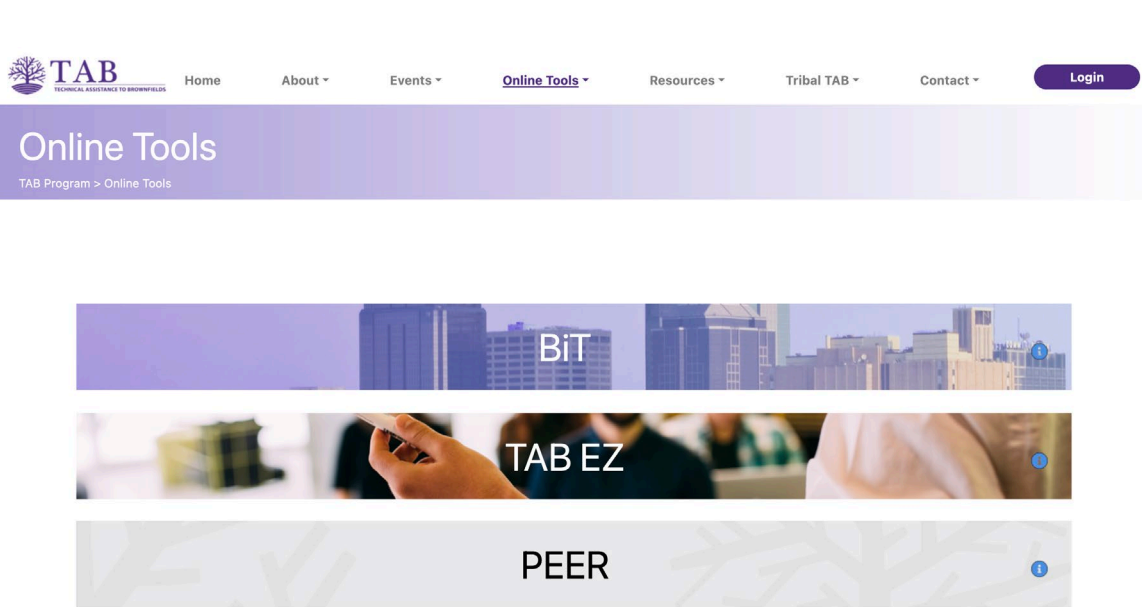 TAB
TECHNICAL ASSISTANCE TO BROWNFIELDS
Home
About
Events
Online Tools
Resources
Tribal TAB
Contact
Login
Online Tools
TAB Program > Online Tools
BiT
i
TAB EZ
i
PEER
i